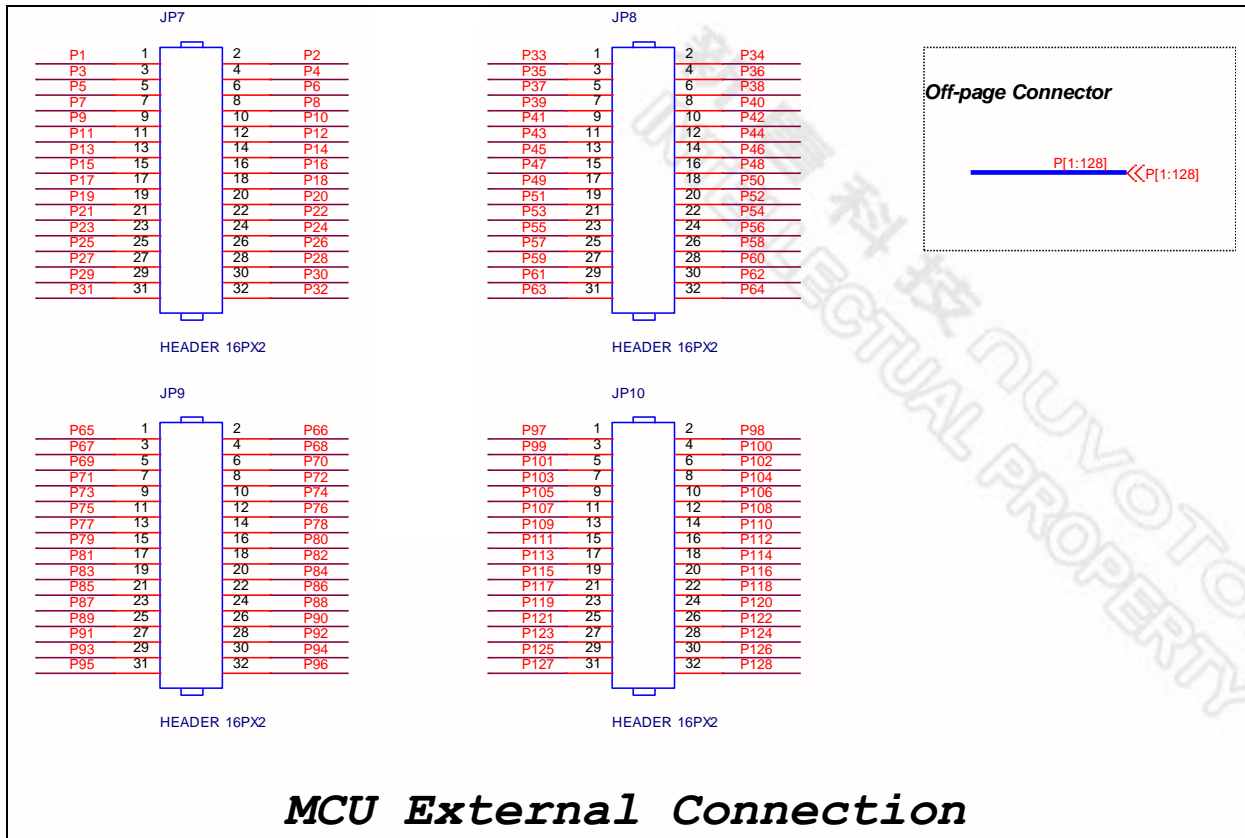 JP7
P1 1 2 P2
P3 3 4 P4
P5 5 6 P6
P7 7 8 P8
P9 9 10 P10
P11 11 12 P12
P13 13 14 P14
P15 15 16 P16
P17 17 18 P18
P19 19 20 P20
P21 21 22 P22
P23 23 24 P24
P25 25 26 P26
P27 27 28 P28
P29 29 30 P30
P31 31 32 P32
HEADER 16PX2
JP8
P33 1 2 P34
P35 3 4 P36
P37 5 6 P38
P39 7 8 P40
P41 9 10 P42
P43 11 12 P44
P45 13 14 P46
P47 15 16 P48
P49 17 18 P50
P51 19 20 P52
P53 21 22 P54
P55 23 24 P56
P57 25 26 P58
P59 27 28 P60
P61 29 30 P62
P63 31 32 P64
HEADER 16PX2
Off-page Connector
P[1:128] P[1:128]
JP9
P65 1 2 P66
P67 3 4 P68
P69 5 6 P70
P71 7 8 P72
P73 9 10 P74
P75 11 12 P76
P77 13 14 P78
P79 15 16 P80
P81 17 18 P82
P83 19 20 P84
P85 21 22 P86
P87 23 24 P88
P89 25 26 P90
P91 27 28 P92
P93 29 30 P94
P95 31 32 P96
HEADER 16PX2
JP10
P97 1 2 P98
P99 3 4 P100
P101 5 6 P102
P103 7 8 P104
P105 9 10 P106
P107 11 12 P108
P109 13 14 P110
P111 15 16 P112
P113 17 18 P114
P115 19 20 P116
P117 21 22 P118
P119 23 24 P120
P121 25 26 P122
P123 27 28 P124
P125 29 30 P126
P127 31 32 P128
HEADER 16PX2
科技 nuvoTo
INTELLECTUAL PROPERTY
MCU External Connection